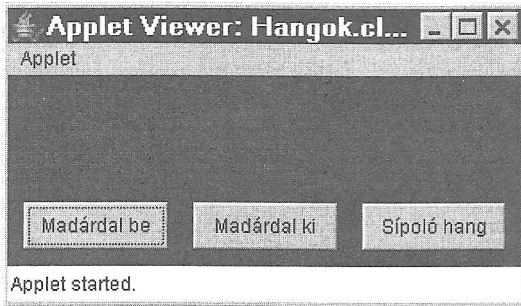 Applet Viewer: Hangok.cl...
Applet
Madárdal be Madárdal ki Sípoló hang
Applet started.